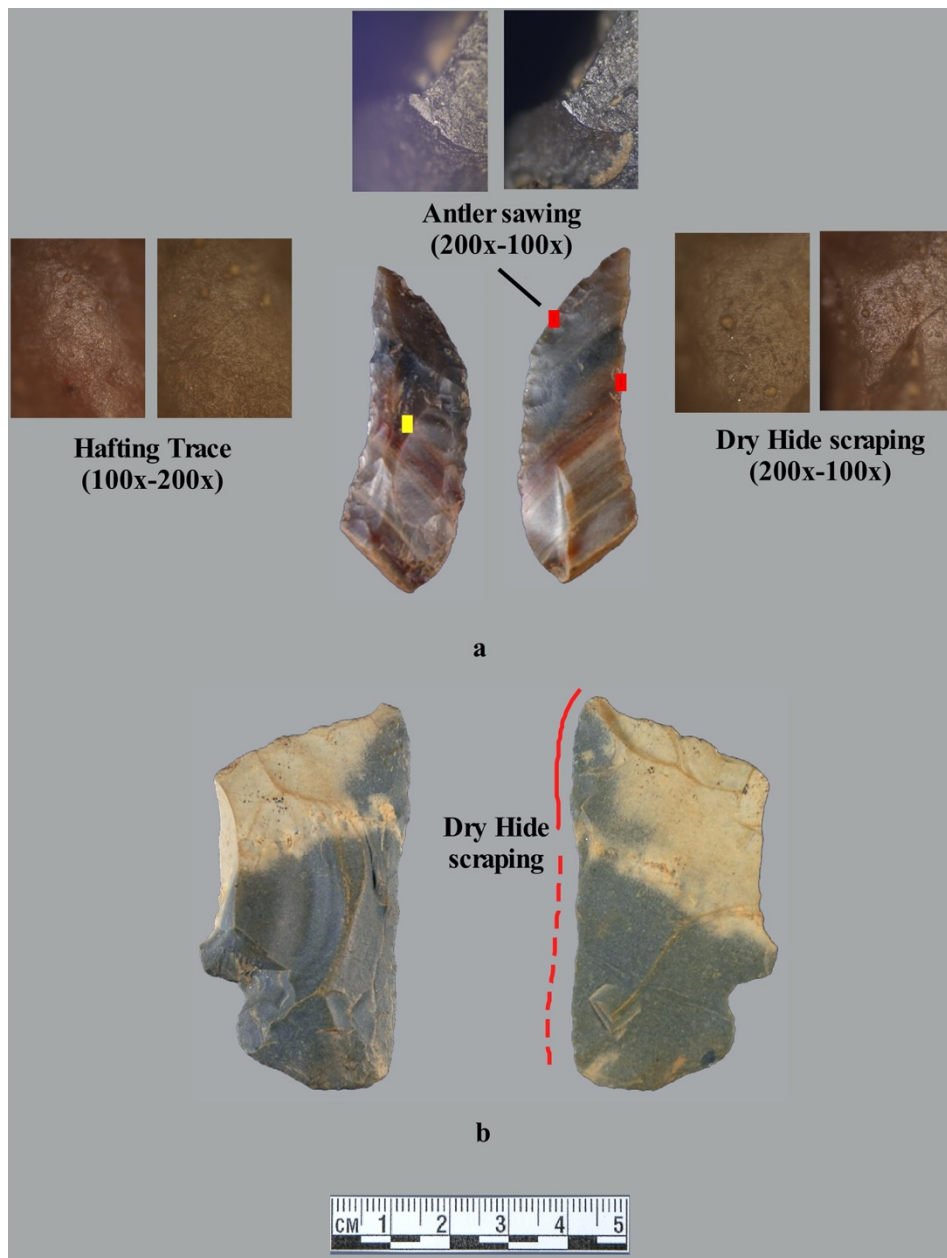 Antler sawing
(200x-100x)
Hafting Trace
(100x-200x)
Dry Hide scraping
(200x-100x)
a
Dry Hide
scraping
b
CM 1 2 3 4 5